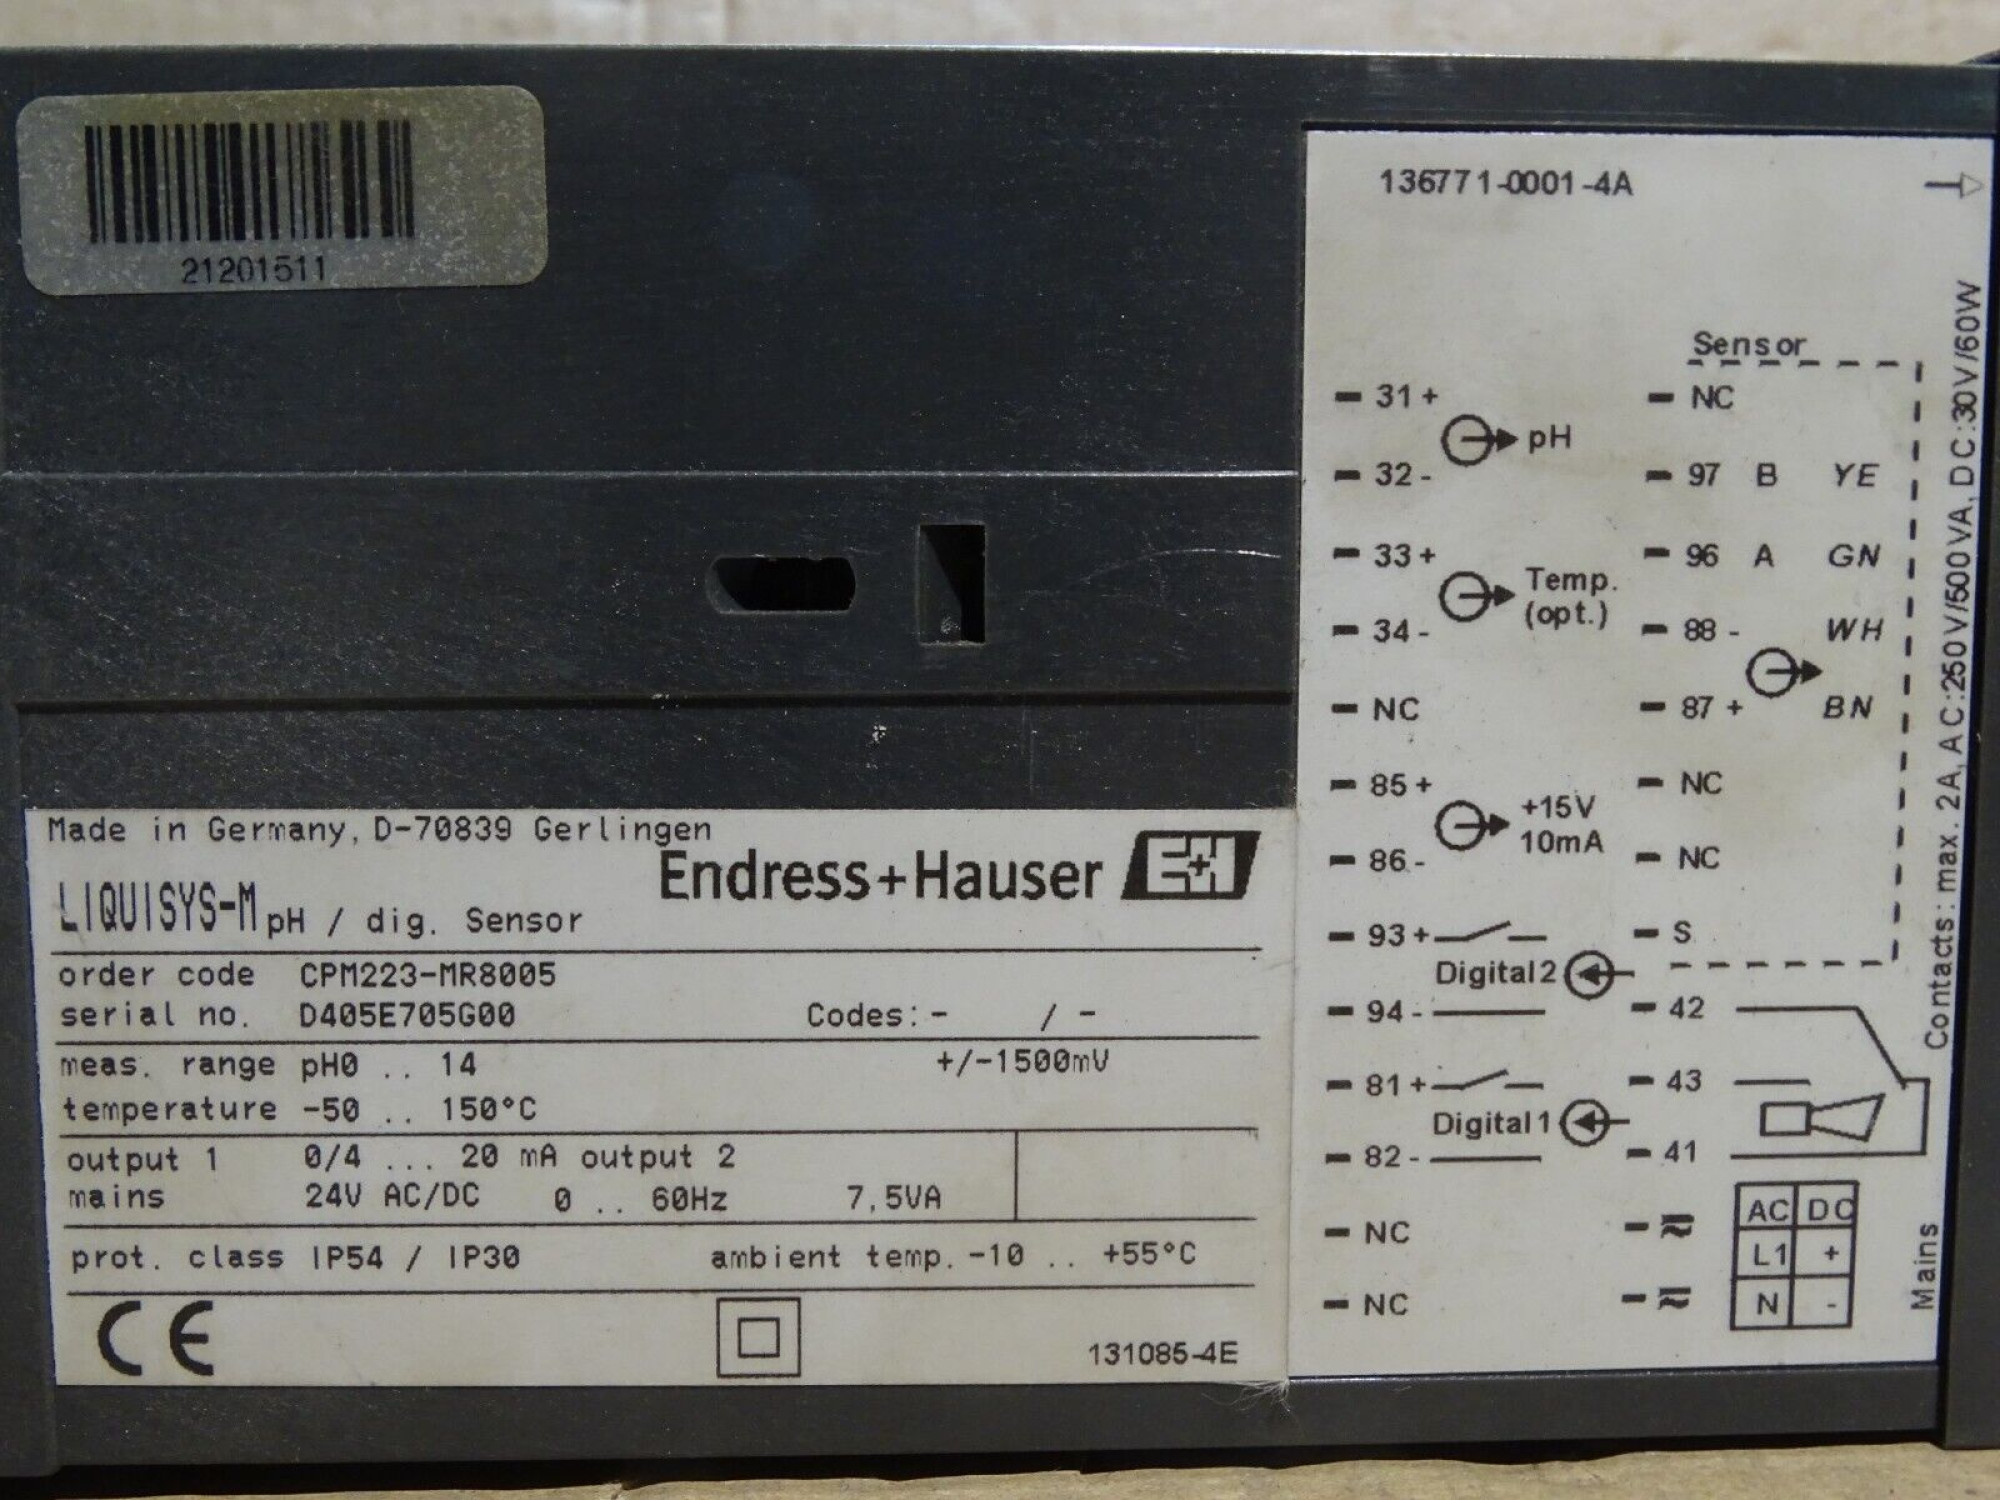 21201511
Made in Germany, D-70839 Gerlingen
Endress+Hauser E+H
LIQUISYS-M pH / dig. Sensor
order code CPM223-MR8005
serial no. D405E705G00 Codes: - / -
meas. range pH0 .. 14 +/-1500mV
temperature -50 .. 150°C
output 1 0/4 ... 20 mA output 2
mains 24V AC/DC 0 .. 60Hz 7,5VA
prot. class IP54 / IP30 ambient temp. -10 .. +55°C
CE
131085-4E
136771-0001-4A
Sensor
31 + NC
pH
32 - 97 B YE
33 + 96 A GN
Temp.
(opt.)
34 - 88 - WH
NC 87 + BN
85 + NC
+15V
10mA
86 - NC
93 + S
Digital 2
94 - 42
81 + 43
Digital 1
82 - 41
NC
NC
AC DC
L1 +
N -
Mains
Contacts: max. 2A, AC:250V/500VA, DC:30V/60W